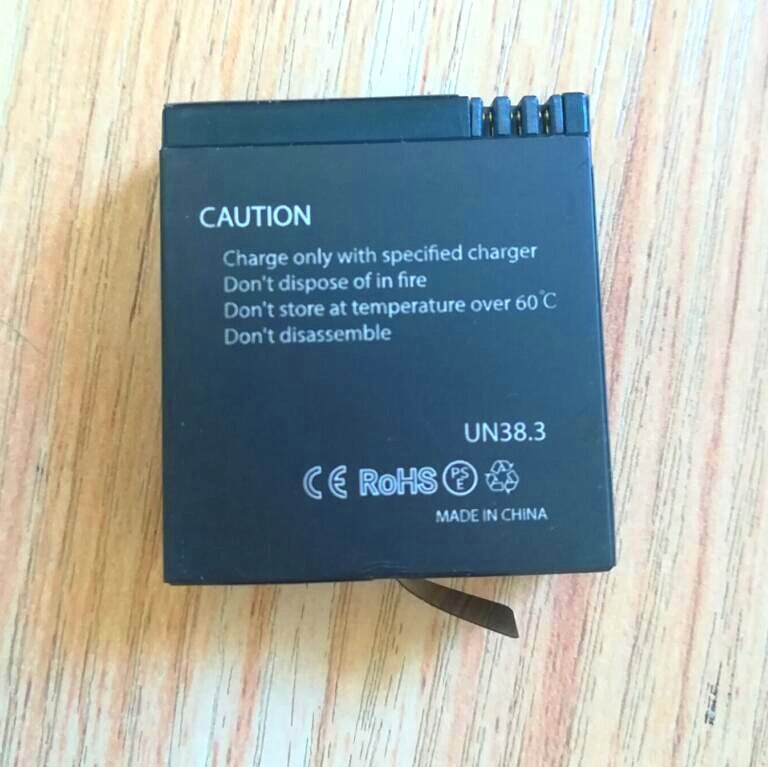 CAUTION
Charge only with specified charger
Don't dispose of in fire
Don't store at temperature over 60℃
Don't disassemble
UN38.3
CE RoHS PSE
MADE IN CHINA